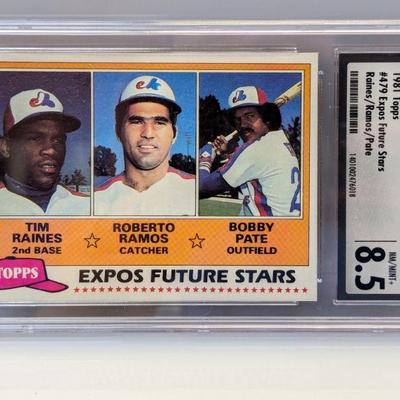 TIM
RAINES
2nd BASE
ROBERTO
RAMOS
CATCHER
BOBBY
PATE
OUTFIELD
TOPPS
EXPOS FUTURE STARS
1981 Topps
#479 Expos Future Stars
Raines/Ramos/Pate
1401002476018
NM/MINT+
8.5